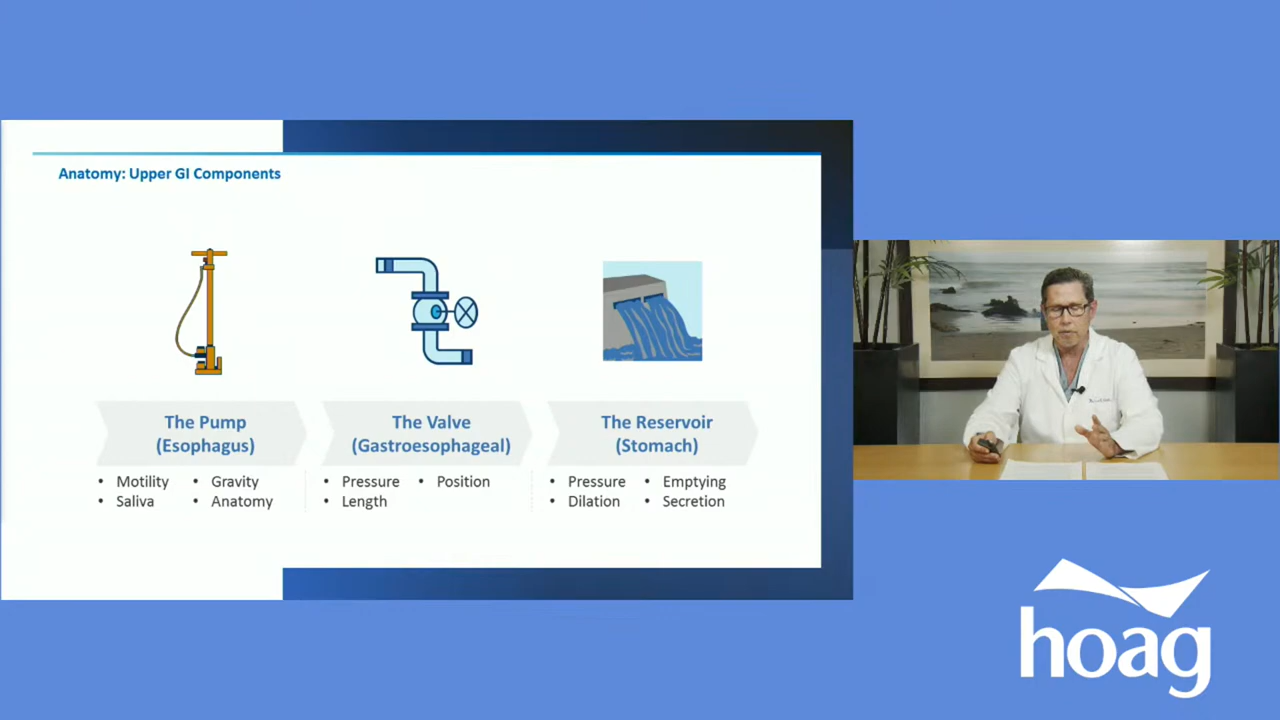 Anatomy: Upper GI Components
The Pump
(Esophagus)
• Motility • Gravity
• Saliva • Anatomy
The Valve
(Gastroesophageal)
• Pressure • Position
• Length
The Reservoir
(Stomach)
• Pressure • Emptying
• Dilation • Secretion
hoag